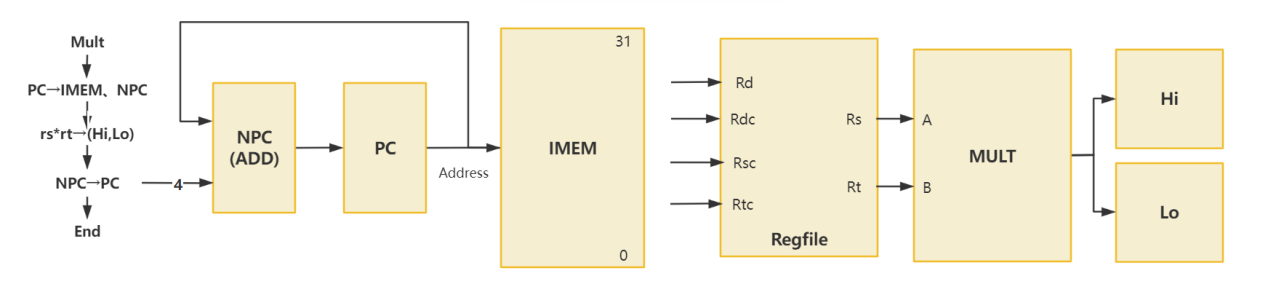 Mult
PC→IMEM、NPC
rs*rt→(Hi,Lo)
NPC→PC
End
4
NPC
(ADD)
PC
Address
31
IMEM
0
Rd
Rdc
Rsc
Rtc
Rs
Rt
Regfile
A
B
MULT
Hi
Lo